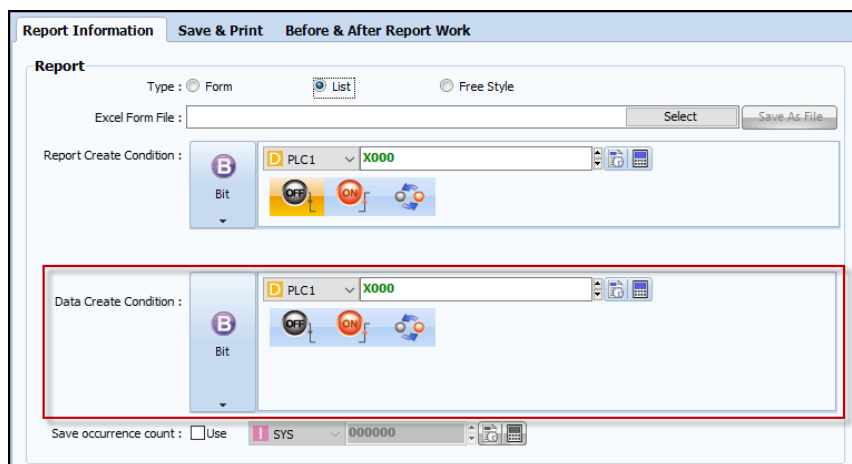 Report Information Save & Print Before & After Report Work
Report
Type : Form List Free Style
Excel Form File : Select Save As File
Report Create Condition : B Bit D PLC1 X000
OFF ON
Data Create Condition : B Bit D PLC1 X000
OFF ON
Save occurrence count : Use I SYS 000000